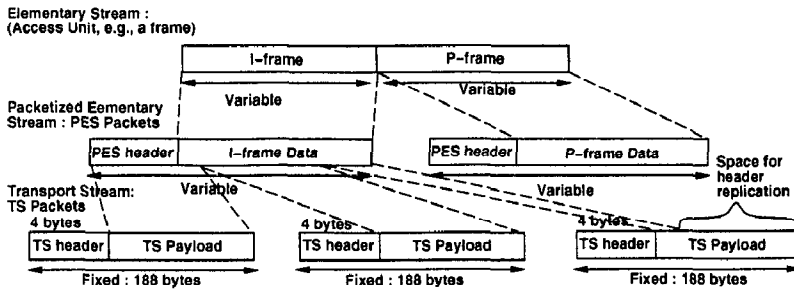 Elementary Stream :
(Access Unit, e.g., a frame)
I-frame
P-frame
Variable
Variable
Packetized Eementary
Stream : PES Packets
PES header
I-frame Data
PES header
P-frame Data
Variable
Variable
Space for
header
replication
Transport Stream:
TS Packets
4 bytes
TS header
TS Payload
4 bytes
TS header
TS Payload
4 bytes
TS header
TS Payload
Fixed : 188 bytes
Fixed : 188 bytes
Fixed : 188 bytes